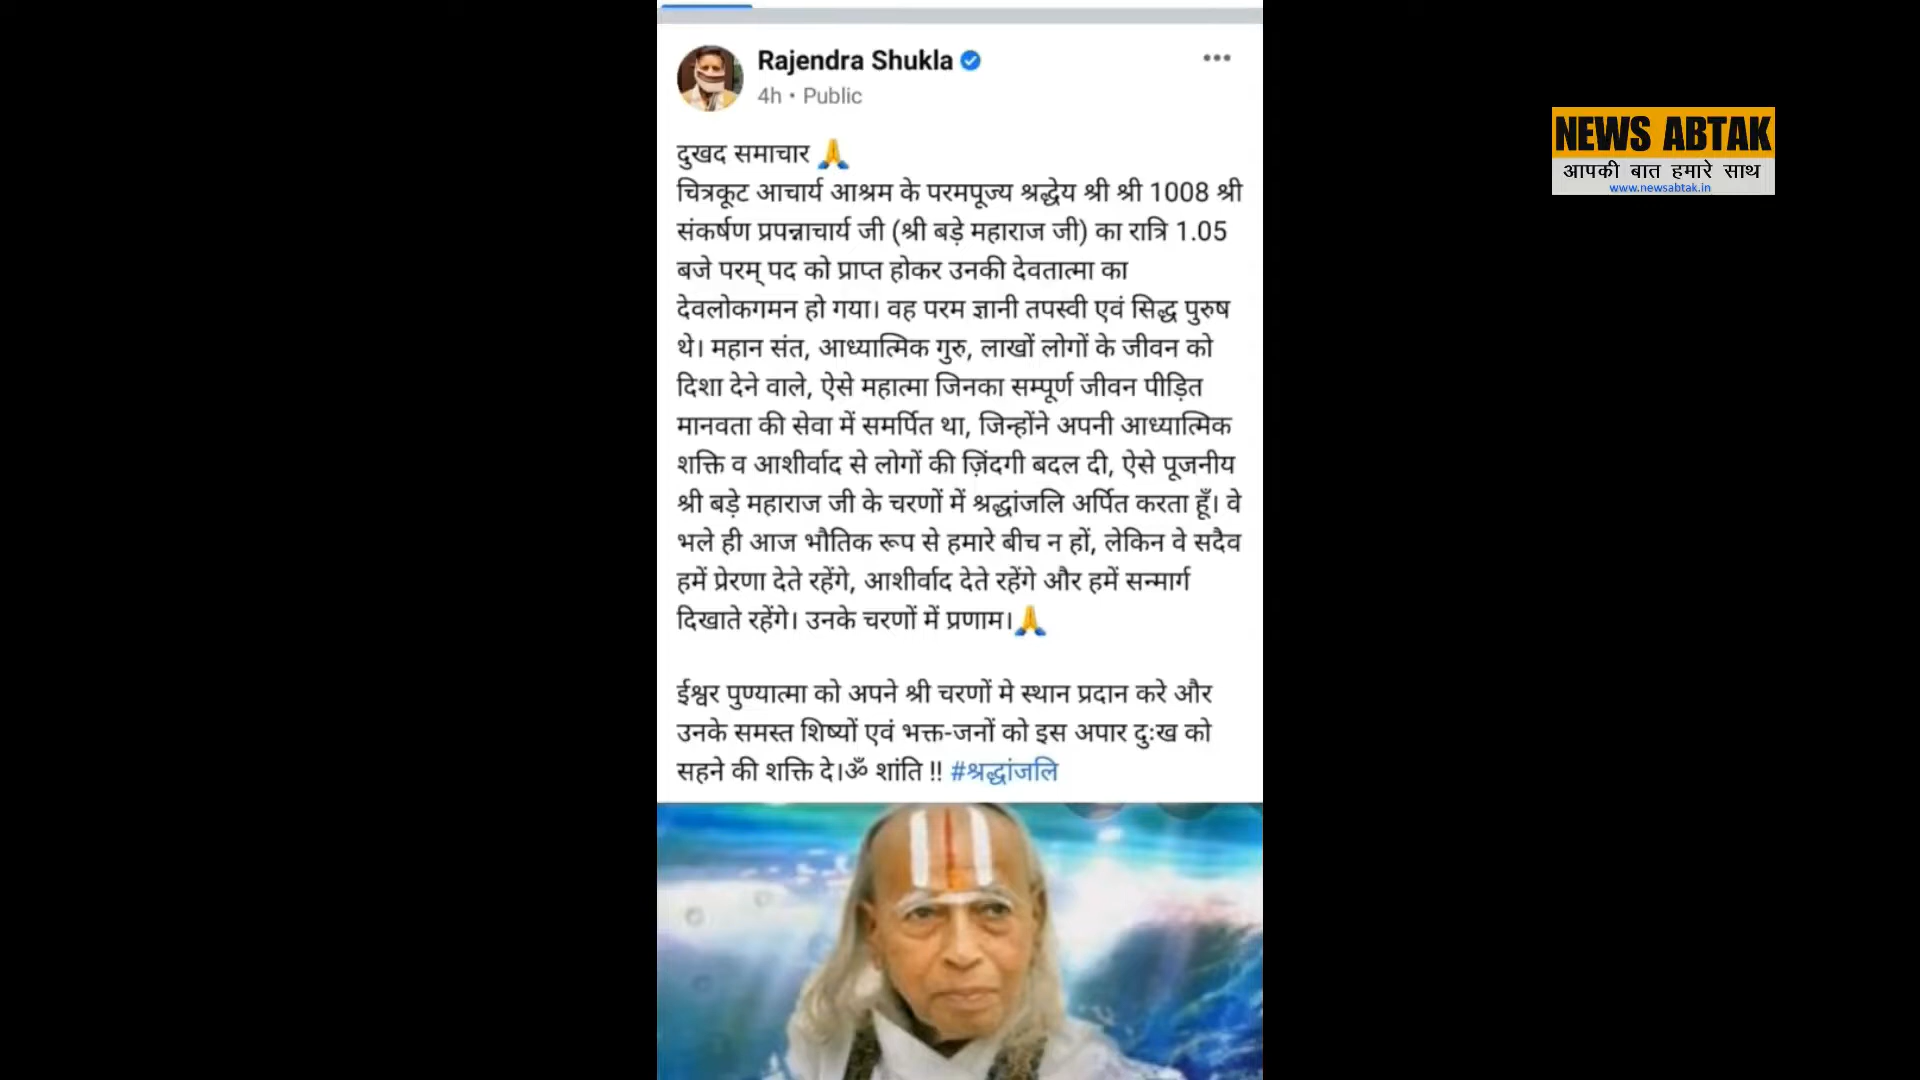 Rajendra Shukla
4h • Public
दुखद समाचार 🙏
चित्रकूट आचार्य आश्रम के परमपूज्य श्रद्धेय श्री श्री 1008 श्री
संकर्षण प्रपन्नाचार्य जी (श्री बड़े महाराज जी) का रात्रि 1.05
बजे परम् पद को प्राप्त होकर उनकी देवतात्मा का
देवलोकगमन हो गया। वह परम ज्ञानी तपस्वी एवं सिद्ध पुरुष
थे। महान संत, आध्यात्मिक गुरु, लाखों लोगों के जीवन को
दिशा देने वाले, ऐसे महात्मा जिनका सम्पूर्ण जीवन पीड़ित
मानवता की सेवा में समर्पित था, जिन्होंने अपनी आध्यात्मिक
शक्ति व आशीर्वाद से लोगों की ज़िंदगी बदल दी, ऐसे पूजनीय
श्री बड़े महाराज जी के चरणों में श्रद्धांजलि अर्पित करता हूँ। वे
भले ही आज भौतिक रूप से हमारे बीच न हों, लेकिन वे सदैव
हमें प्रेरणा देते रहेंगे, आशीर्वाद देते रहेंगे और हमें सन्मार्ग
दिखाते रहेंगे। उनके चरणों में प्रणाम।🙏
ईश्वर पुण्यात्मा को अपने श्री चरणों मे स्थान प्रदान करे और
उनके समस्त शिष्यों एवं भक्त-जनों को इस अपार दुःख को
सहने की शक्ति दे।ॐ शांति !! #श्रद्धांजलि
NEWS ABTAK
आपकी बात हमारे साथ
www.newsabtak.in